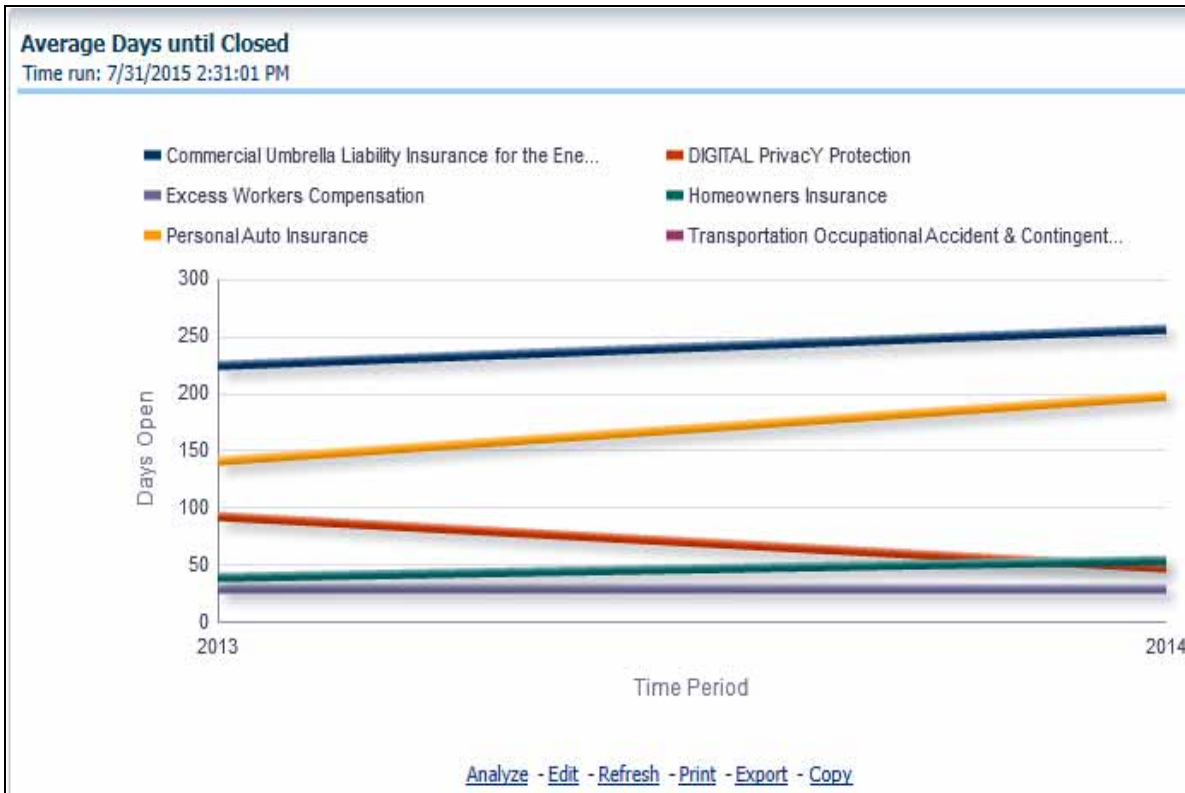 Average Days until Closed
Time run: 7/31/2015 2:31:01 PM
Commercial Umbrella Liability Insurance for the Ene...
DIGITAL PrivacY Protection
Excess Workers Compensation
Homeowners Insurance
Personal Auto Insurance
Transportation Occupational Accident & Contingent...
300
250
200
150
100
50
0
Days Open
2013
2014
Time Period
Analyze - Edit - Refresh - Print - Export - Copy